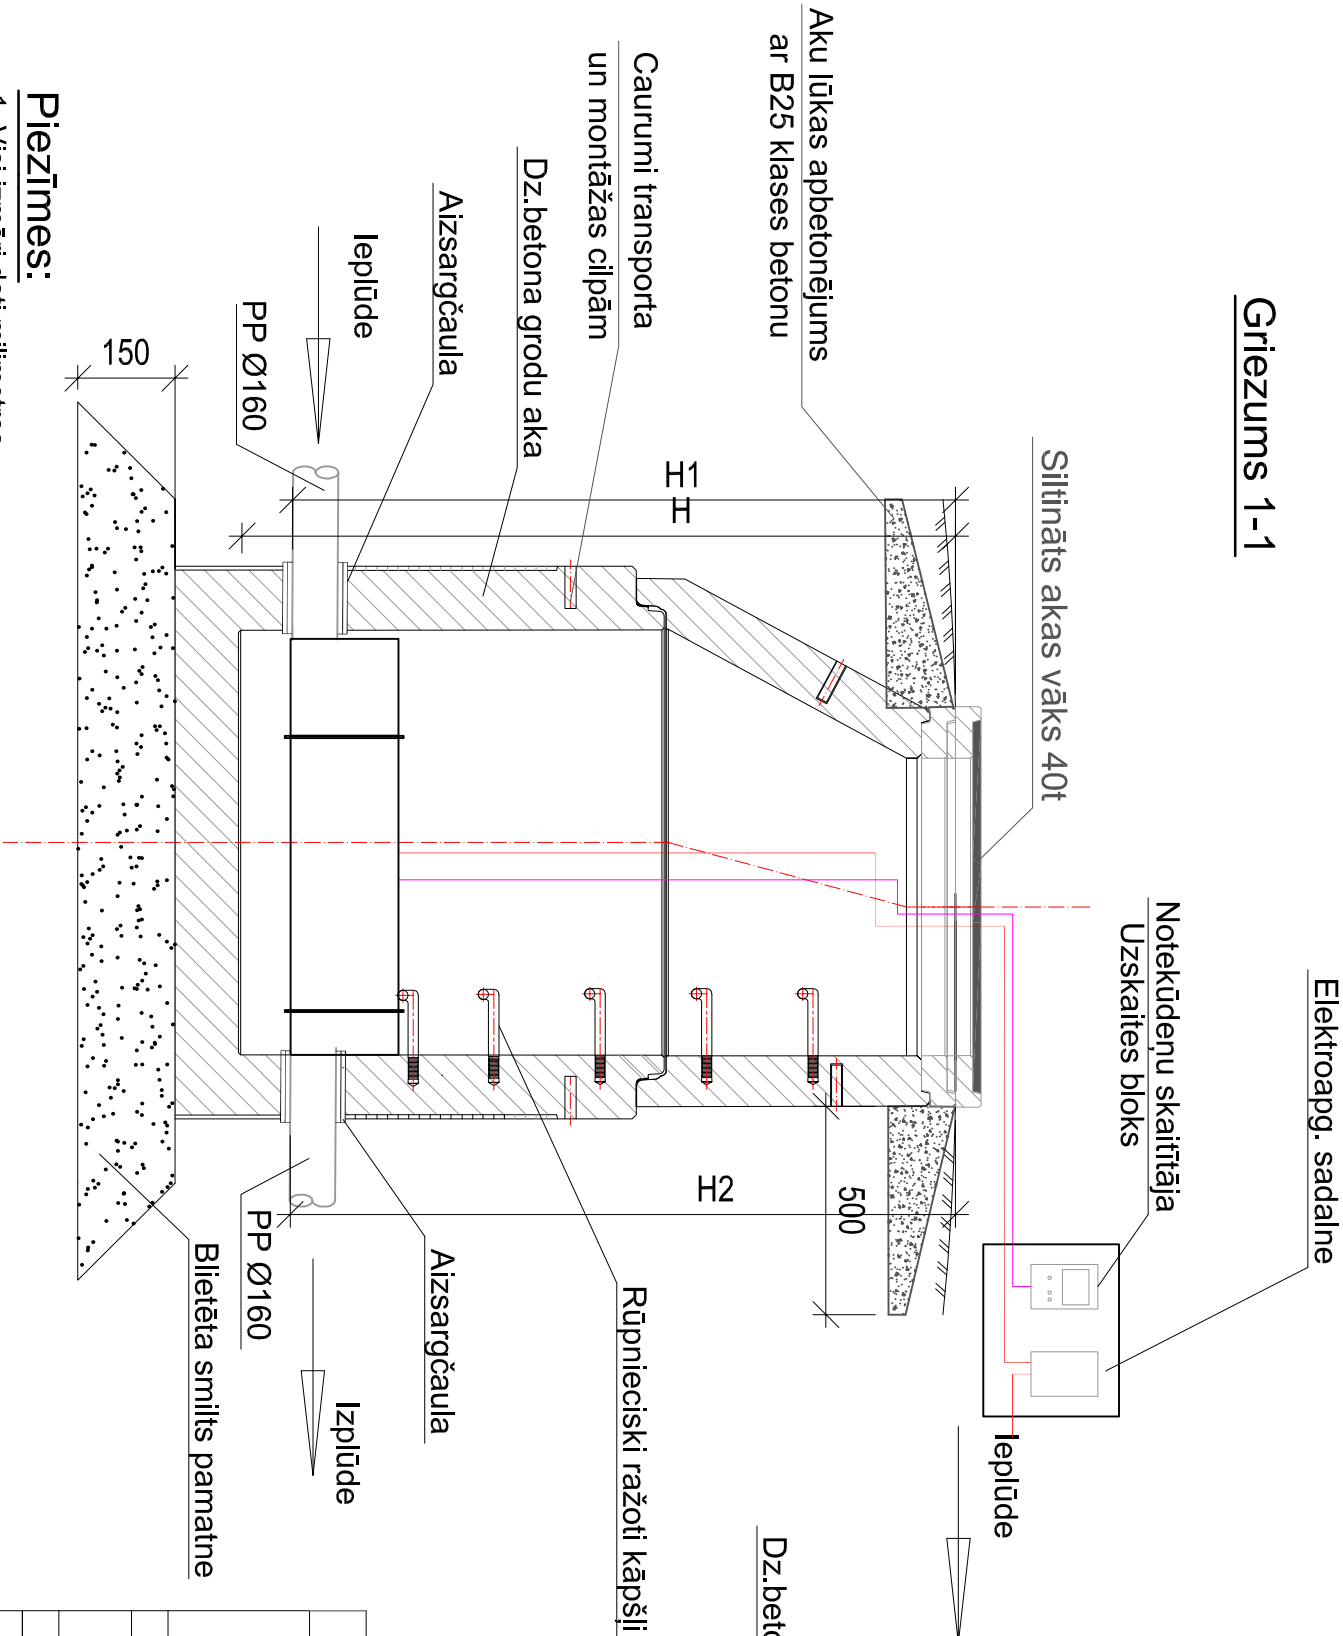 Griezums 1-1
Elektroapg. sadalne
Notekūdeņu skaitītāja
Uzskaites bloks
Siltināts akas vāks 40t
Ieplūde
Aku lūkas apbetonējums
ar B25 klases betonu
500
Caurumi transporta
un montāžas cilpām
H1
H
H2
Dz.beto
Rūpnieciski ražoti kāpšļi
Dz.betona grodu aka
Aizsargčaula
Aizsargčaula
Ieplūde
Izplūde
PP Ø160
PP Ø160
Blietēta smilts pamatne
150
Piezīmes: